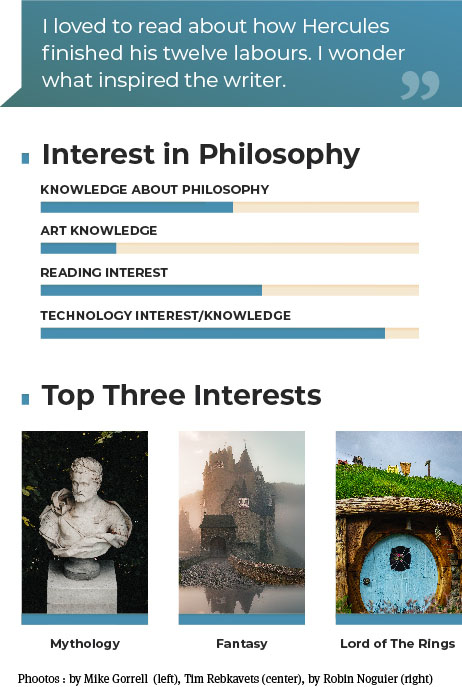 I loved to read about how Hercules
finished his twelve labours. I wonder
what inspired the writer.
”
Interest in Philosophy
KNOWLEDGE ABOUT PHILOSOPHY
ART KNOWLEDGE
READING INTEREST
TECHNOLOGY INTEREST/KNOWLEDGE
Top Three Interests
Mythology
Fantasy
Lord of The Rings
Phootos : by Mike Gorrell (left), Tim Rebkavets (center), by Robin Noguier (right)